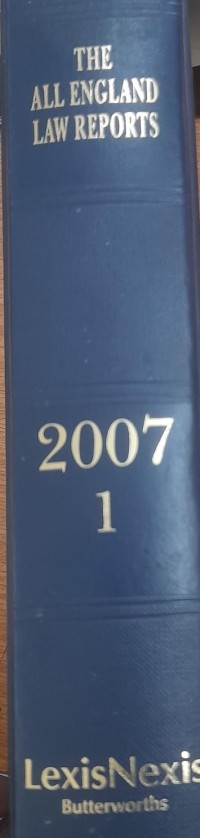 THE
ALL ENGLAND
LAW REPORTS
2007
1
LexisNexis
Butterworths